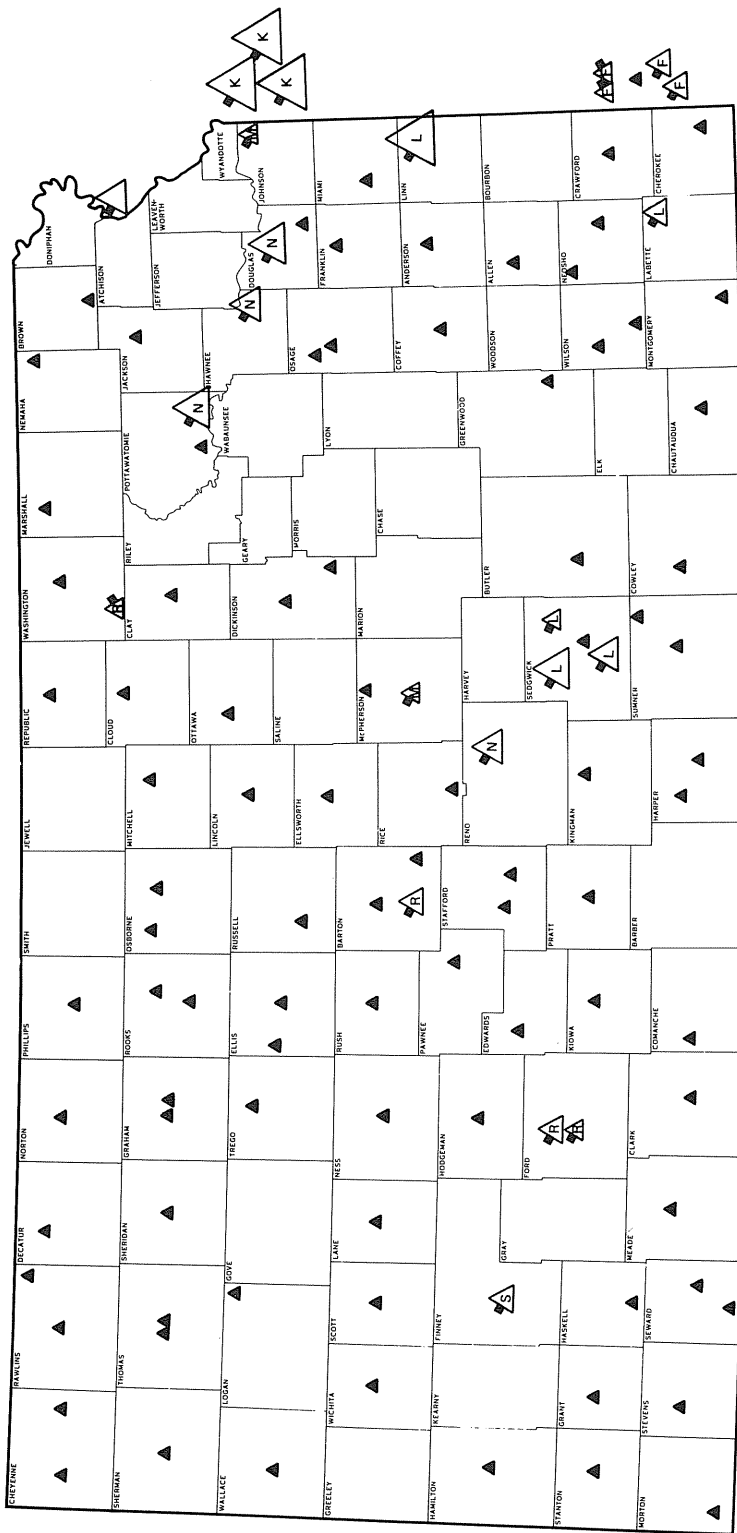 CHEYENNE
RAWLINS
DECATUR
NORTON
PHILLIPS
SMITH
JEWELL
REPUBLIC
WASHINGTON
MARSHALL
NEMAHA
BROWN
DONIPHAN
SHERMAN
THOMAS
SHERIDAN
GRAHAM
ROOKS
OSBORNE
MITCHELL
CLOUD
CLAY
RILEY
POTTAWATOMIE
JACKSON
ATCHISON
JEFFERSON
LEAVEN-
WORTH
WYANDOTTE
WALLACE
LOGAN
GOVE
TREGO
ELLIS
RUSSELL
LINCOLN
OTTAWA
SALINE
ELLSWORTH
DICKINSON
GEARY
MORRIS
WABAUNSEE
SHAWNEE
DOUGLAS
JOHNSON
GREELEY
WICHITA
SCOTT
LANE
NESS
RUSH
BARTON
RICE
McPHERSON
MARION
CHASE
LYON
OSAGE
FRANKLIN
MIAMI
HAMILTON
KEARNY
FINNEY
HODGEMAN
PAWNEE
EDWARDS
STAFFORD
RENO
HARVEY
BUTLER
GREENWOOD
COFFEY
ANDERSON
LINN
STANTON
GRANT
HASKELL
GRAY
FORD
KIOWA
PRATT
KINGMAN
SEDGWICK
WOODSON
ALLEN
BOURBON
MORTON
STEVENS
SEWARD
MEADE
CLARK
COMANCHE
BARBER
HARPER
SUMNER
COWLEY
ELK
CHAUTAUQUA
WILSON
MONTGOMERY
NEOSHO
LABETTE
CRAWFORD
CHEROKEE
K
K
K
N
N
N
N
L
L
L
L
L
R
R
S
F
F